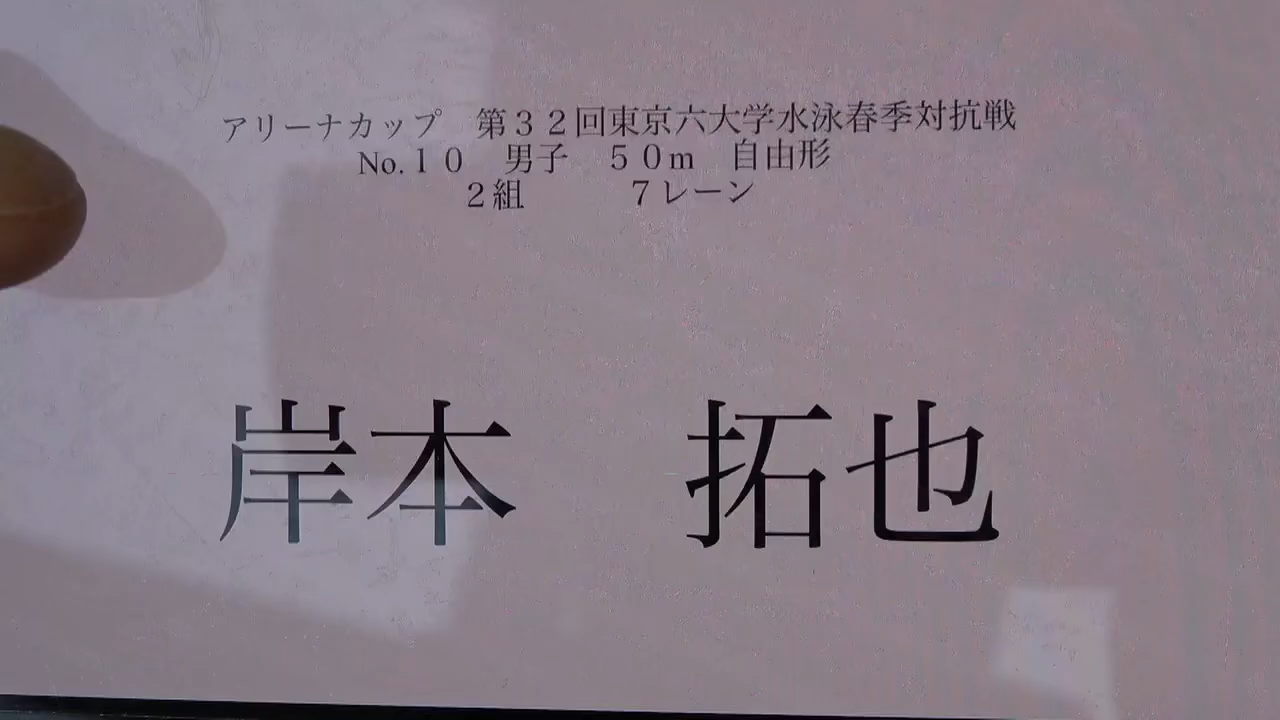 アリーナカップ　第３２回東京六大学水泳春季対抗戦
No.１０　男子　５０m　自由形
２組　　　７レーン
岸本　拓也